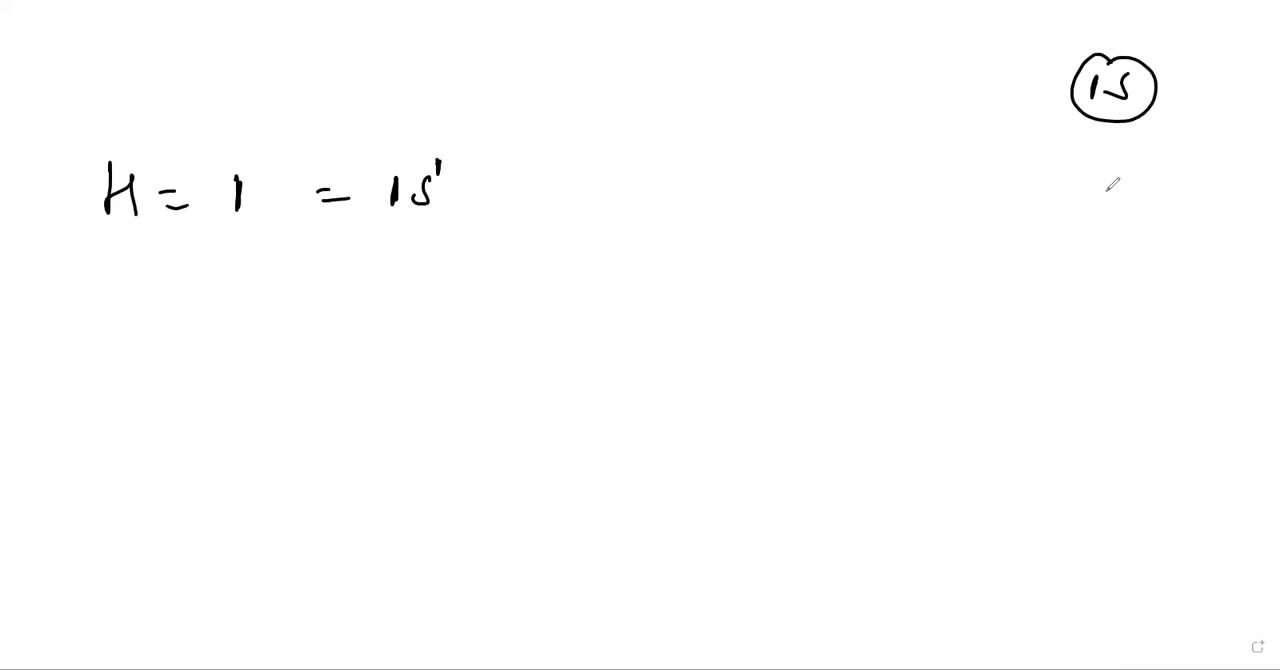 1S
H = 1 = 1S¹